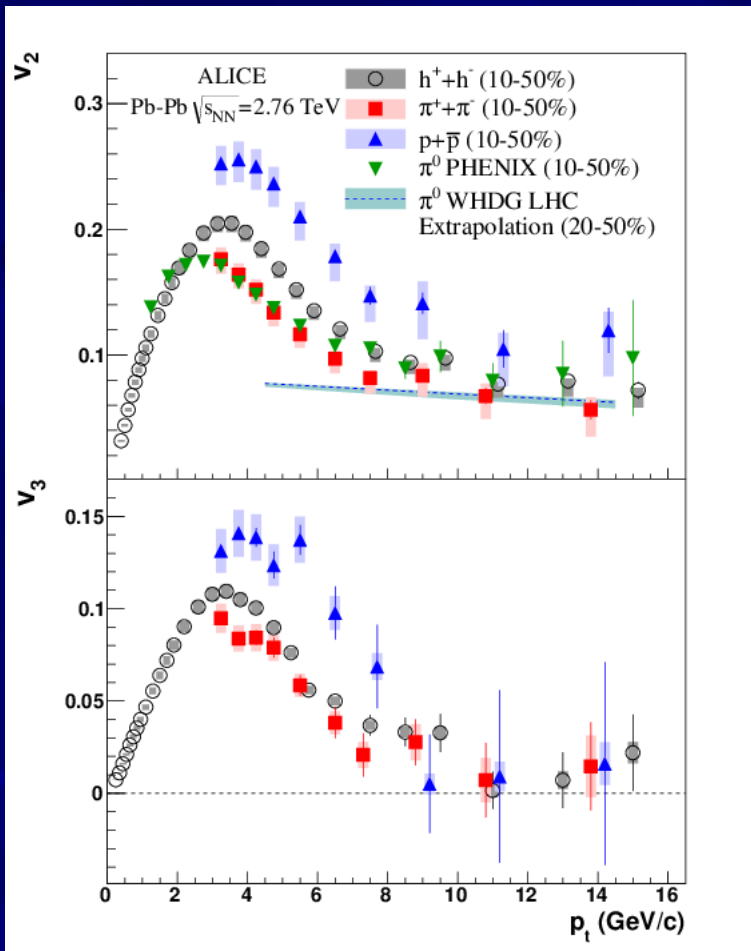 v₂
ALICE
Pb-Pb √s_NN=2.76 TeV
h⁺+h⁻ (10-50%)
π⁺+π⁻ (10-50%)
p+p̅ (10-50%)
π⁰ PHENIX (10-50%)
π⁰ WHDG LHC
Extrapolation (20-50%)
0.3
0.2
0.1
v₃
0.15
0.1
0.05
0
0 2 4 6 8 10 12 14 16
pₜ (GeV/c)